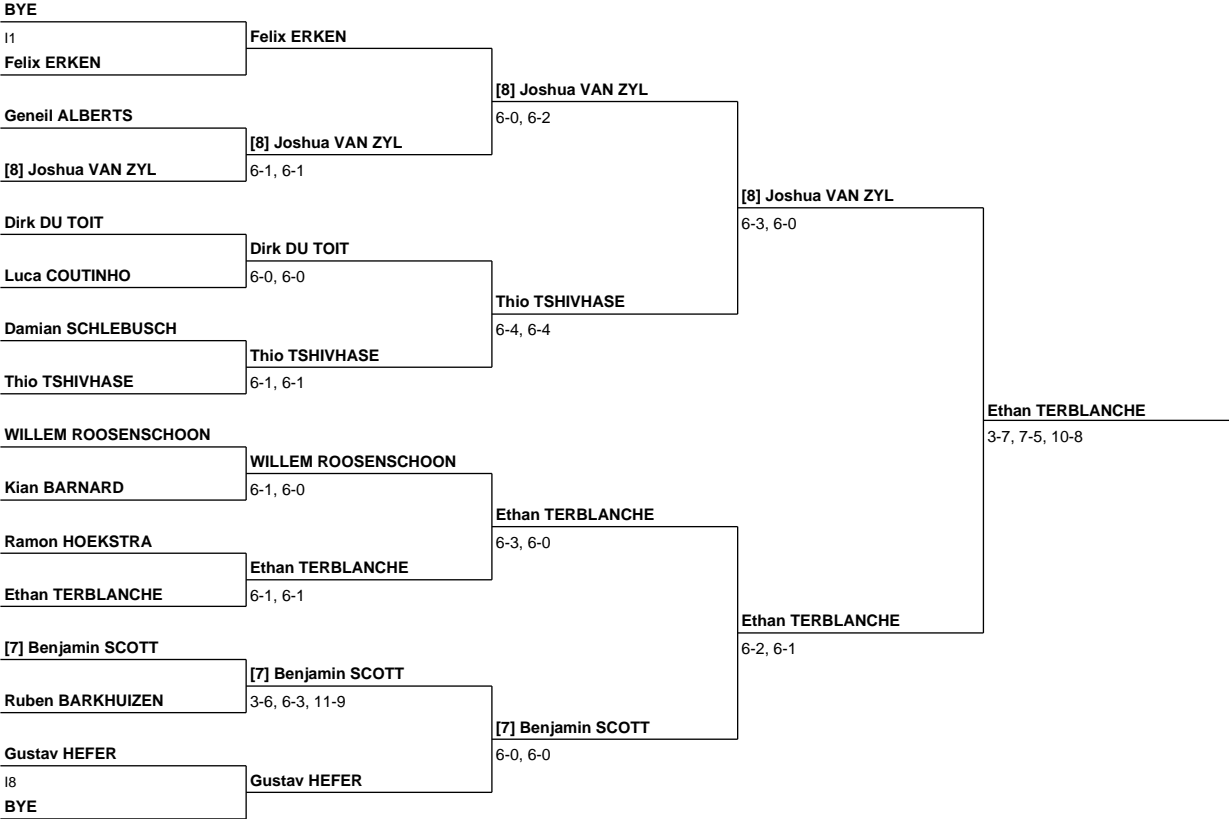 BYE
I1
Felix ERKEN
Felix ERKEN
Geneil ALBERTS
[8] Joshua VAN ZYL
[8] Joshua VAN ZYL
6-1, 6-1
[8] Joshua VAN ZYL
6-0, 6-2
Dirk DU TOIT
Luca COUTINHO
Dirk DU TOIT
6-0, 6-0
Damian SCHLEBUSCH
Thio TSHIVHASE
Thio TSHIVHASE
6-1, 6-1
Thio TSHIVHASE
6-4, 6-4
[8] Joshua VAN ZYL
6-3, 6-0
WILLEM ROOSENSCHOON
Kian BARNARD
WILLEM ROOSENSCHOON
6-1, 6-0
Ramon HOEKSTRA
Ethan TERBLANCHE
Ethan TERBLANCHE
6-1, 6-1
Ethan TERBLANCHE
6-3, 6-0
[7] Benjamin SCOTT
Ruben BARKHUIZEN
[7] Benjamin SCOTT
3-6, 6-3, 11-9
Gustav HEFER
I8
BYE
Gustav HEFER
[7] Benjamin SCOTT
6-0, 6-0
Ethan TERBLANCHE
6-2, 6-1
Ethan TERBLANCHE
3-7, 7-5, 10-8